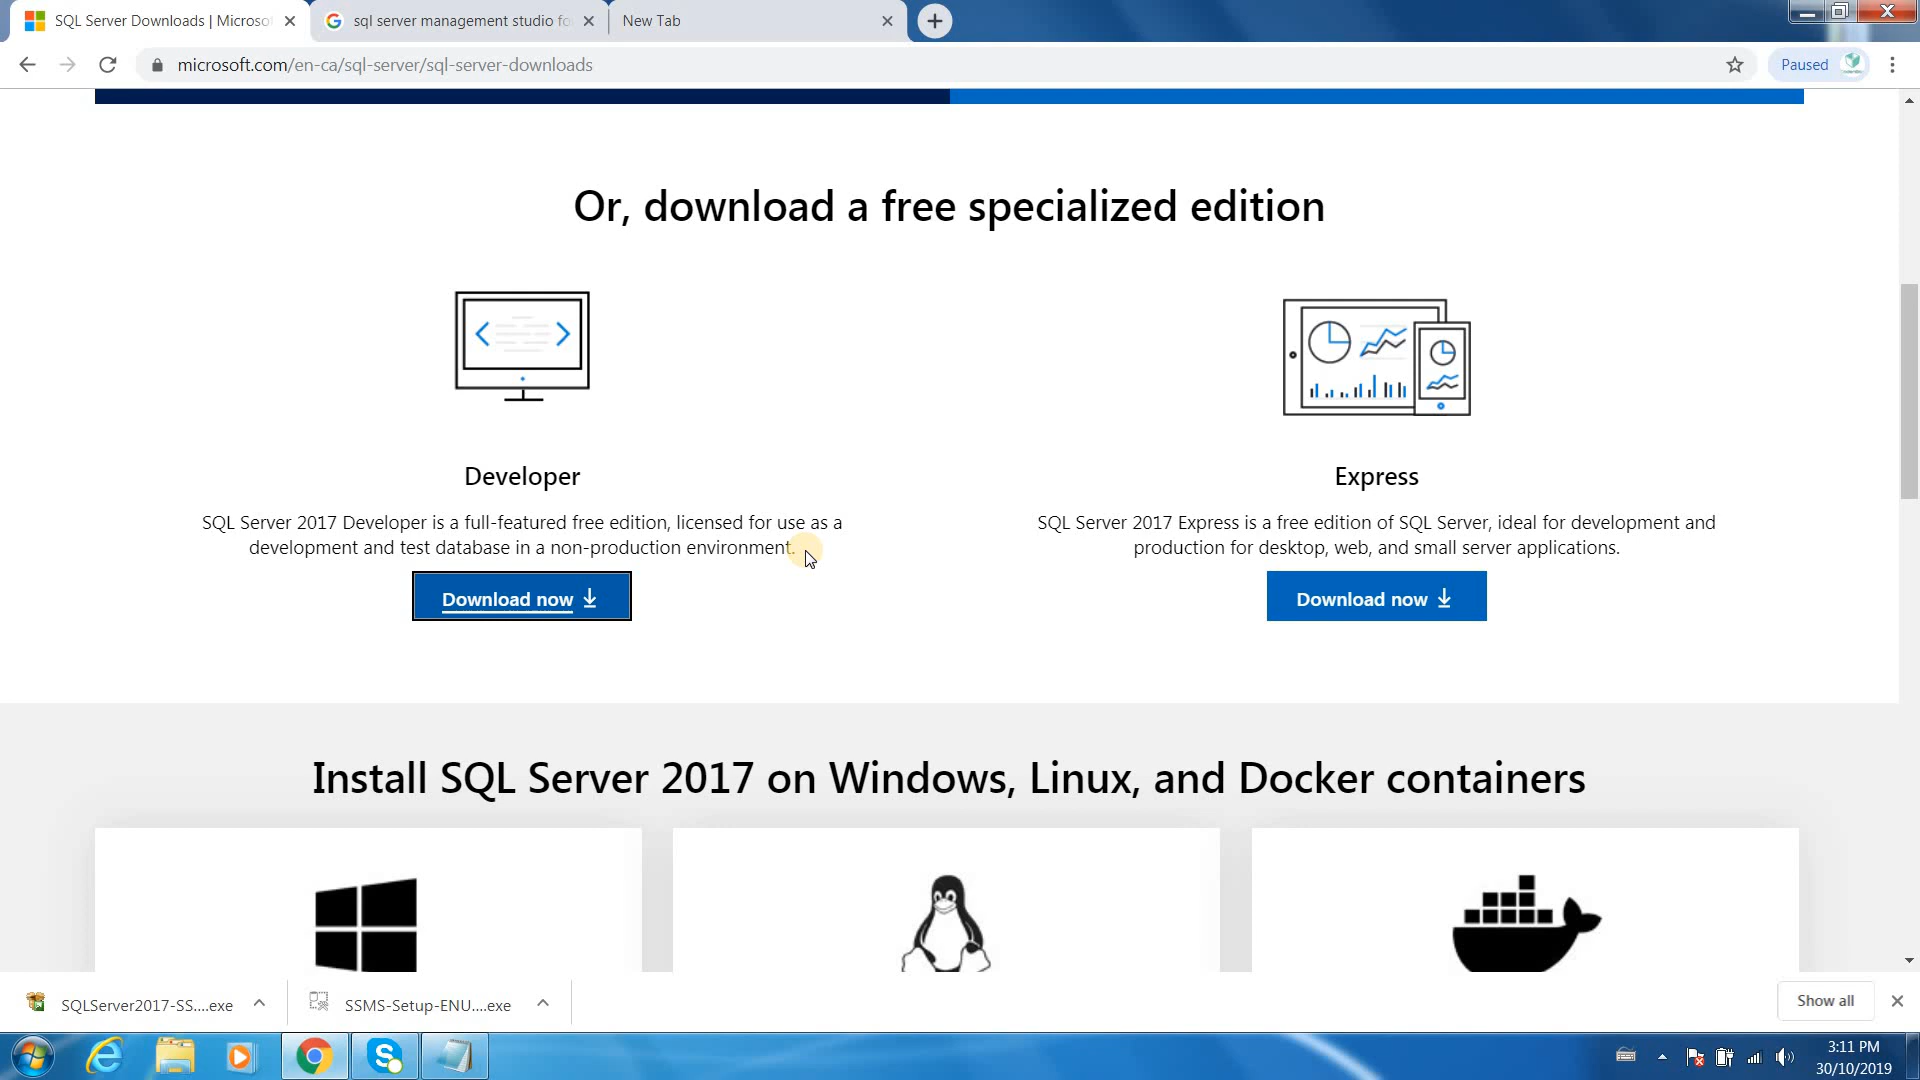 SQL Server Downloads | Microso
sql server management studio fo
New Tab
microsoft.com/en-ca/sql-server/sql-server-downloads
Paused
Or, download a free specialized edition
Developer
SQL Server 2017 Developer is a full-featured free edition, licensed for use as a
development and test database in a non-production environment.
Download now
Express
SQL Server 2017 Express is a free edition of SQL Server, ideal for development and
production for desktop, web, and small server applications.
Download now
Install SQL Server 2017 on Windows, Linux, and Docker containers
SQLServer2017-SS....exe
SSMS-Setup-ENU....exe
Show all
3:11 PM
30/10/2019